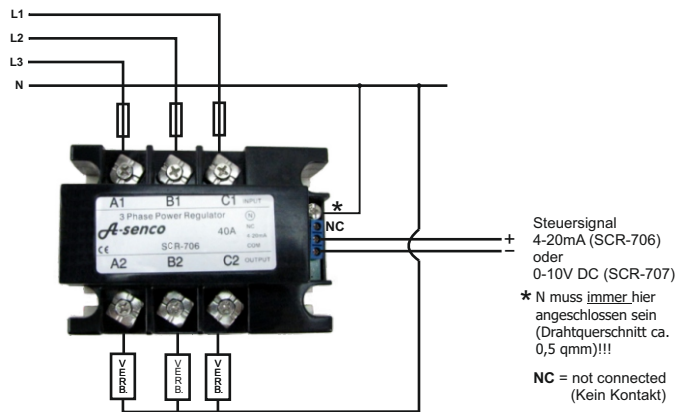 L1
L2
L3
N
A1 B1 C1 INPUT
3 Phase Power Regulator N
NC
A-senco 40A 4-20mA
CE SCR-706 COM
A2 B2 C2 OUTPUT
*
NC
+
–
Steuersignal
4-20mA (SCR-706)
oder
0-10V DC (SCR-707)
* N muss immer hier
angeschlossen sein
(Drahtquerschnitt ca.
0,5 qmm)!!!
NC = not connected
(Kein Kontakt)
VERB.
VERB.
VERB.